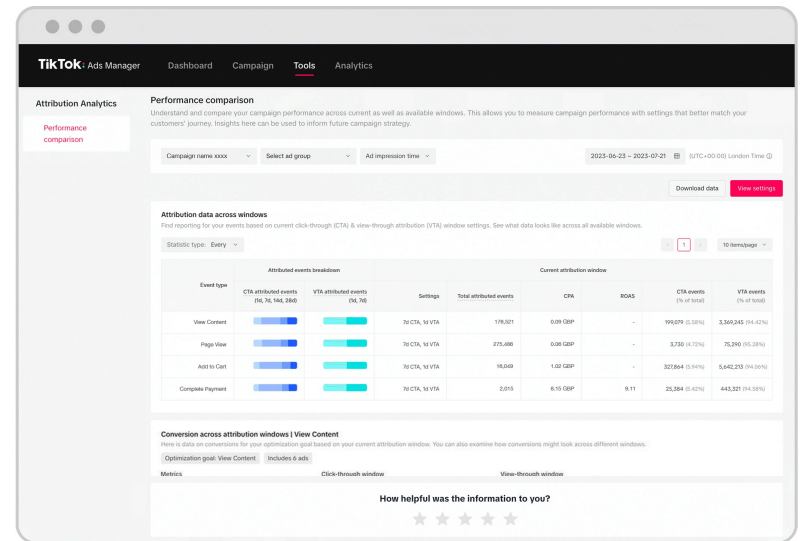 TikTok: Ads Manager
Dashboard
Campaign
Tools
Analytics
Attribution Analytics
Performance
comparison
Performance comparison
Understand and compare your campaign performance across current as well as available windows. This allows you to measure campaign performance with settings that better match your
customers' journey. Insights here can be used to inform future campaign strategy.
Campaign name xxxx
Select ad group
Ad impression time
2023-06-23 ~ 2023-07-21
(UTC+00:00) London Time
Download data
View settings
Attribution data across windows
Find reporting for your events based on current click-through (CTA) & view-through attribution (VTA) window settings. See what data looks like across all available windows.
Statistic type: Every
1
10 items/page
Event type
Attributed events breakdown
Current attribution window
CTA attributed events
(1d, 7d, 14d, 28d)
VTA attributed events
(1d, 7d)
Settings
Total attributed events
CPA
ROAS
CTA events
(% of total)
VTA events
(% of total)
View Content 7d CTA, 1d VTA 178,521 0.09 GBP - 199,079 (5.58%) 3,369,245 (94.42%)
Page View 7d CTA, 1d VTA 275,486 0.06 GBP - 3,730 (4.72%) 75,290 (95.28%)
Add to Cart 7d CTA, 1d VTA 16,049 1.02 GBP - 327,864 (5.94%) 5,642,213 (94.06%)
Complete Payment 7d CTA, 1d VTA 2,015 8.15 GBP 9.11 25,384 (5.42%) 443,321 (94.58%)
Conversion across attribution windows | View Content
Here is data on conversions for your optimization goal based on your current attribution window. You can also examine how conversions might look across different windows.
Optimization goal: View Content
Includes 6 ads
Metrics
Click-through window
View-through window
How helpful was the information to you?